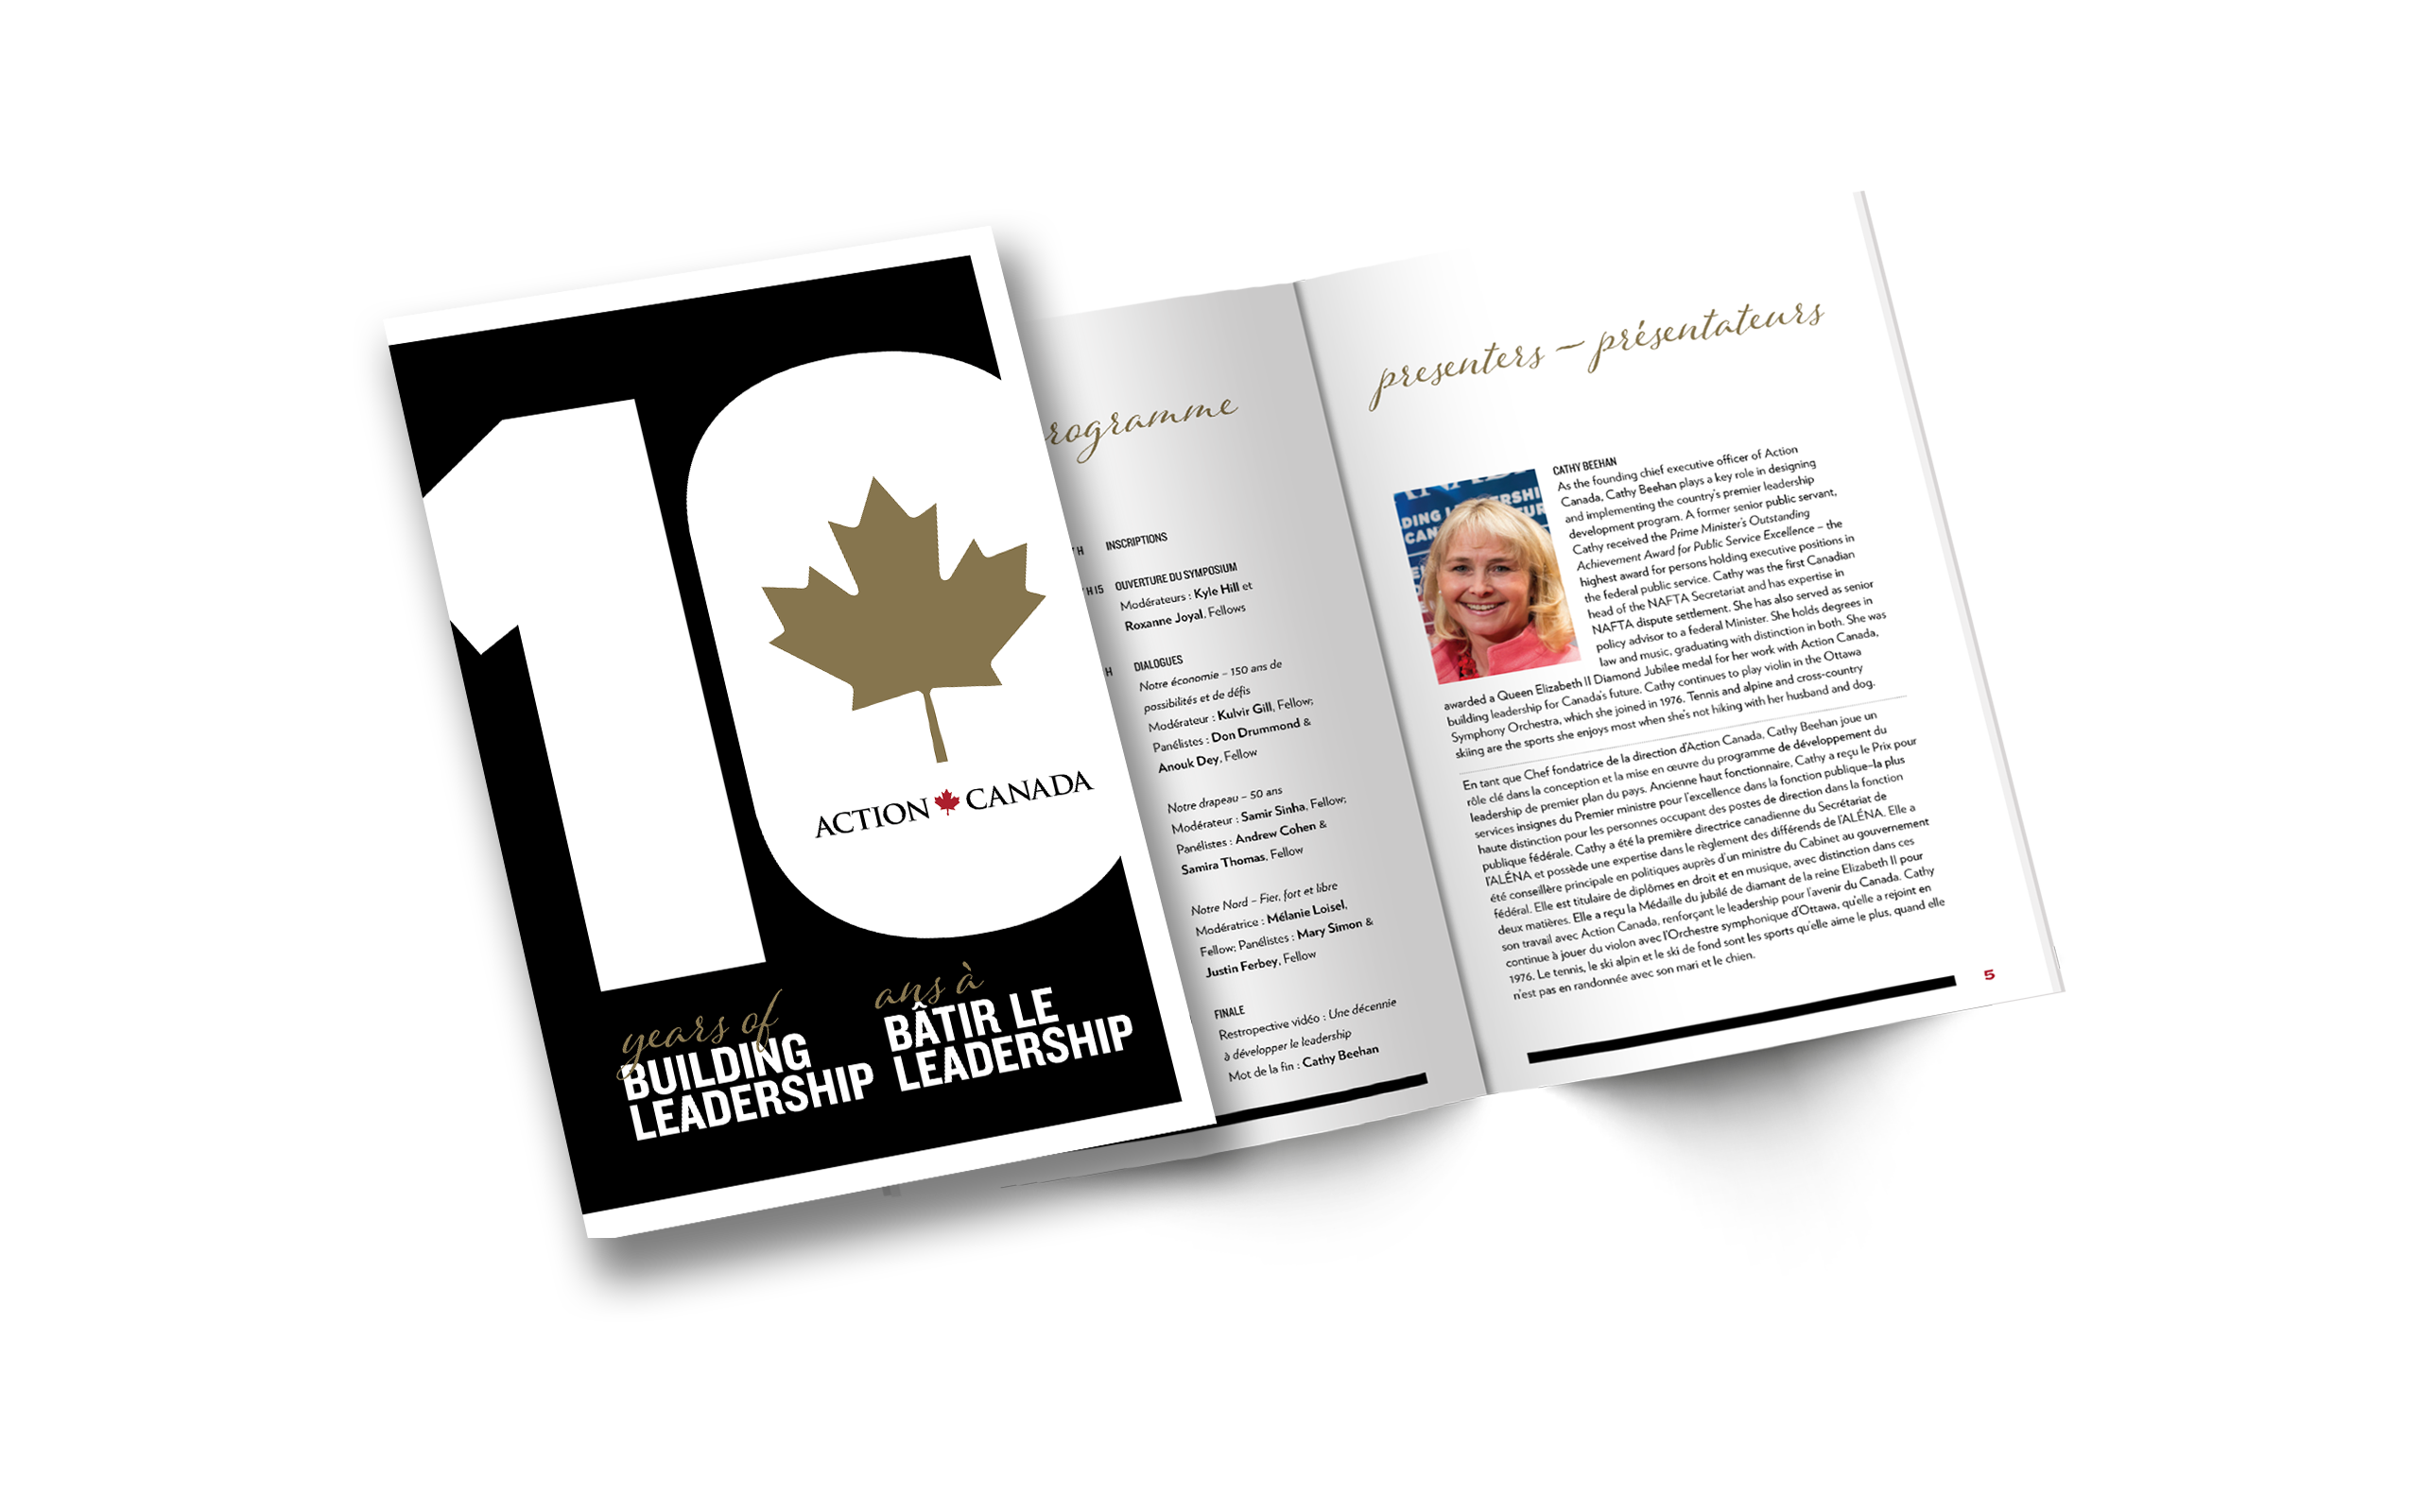 10
ACTION CANADA
years of
BUILDING
LEADERSHIP
ans à
BÂTIR LE
LEADERSHIP
rogramme
H INSCRIPTIONS
H15 OUVERTURE DU SYMPOSIUM
Modérateurs : Kyle Hill et
Roxanne Joyal, Fellows
H DIALOGUES
Notre économie – 150 ans de
possibilités et de défis
Modérateur : Kulvir Gill, Fellow;
Panélistes : Don Drummond &
Anouk Dey, Fellow
Notre drapeau – 50 ans
Modérateur : Samir Sinha, Fellow;
Panélistes : Andrew Cohen &
Samira Thomas, Fellow
Notre Nord – Fier, fort et libre
Modératrice : Mélanie Loisel,
Fellow; Panélistes : Mary Simon &
Justin Ferbey, Fellow
FINALE
Restropective vidéo : Une décennie
à développer le leadership
Mot de la fin : Cathy Beehan
presenters – présentateurs
RSHI
DING
CAN
CATHY BEEHAN
As the founding chief executive officer of Action
Canada, Cathy Beehan plays a key role in designing
and implementing the country's premier leadership
development program. A former senior public servant,
Cathy received the Prime Minister's Outstanding
Achievement Award for Public Service Excellence – the
highest award for persons holding executive positions in
the federal public service. Cathy was the first Canadian
head of the NAFTA Secretariat and has expertise in
NAFTA dispute settlement. She has also served as senior
policy advisor to a federal Minister. She holds degrees in
law and music, graduating with distinction in both. She was
awarded a Queen Elizabeth II Diamond Jubilee medal for her work with Action Canada,
building leadership for Canada's future. Cathy continues to play violin in the Ottawa
Symphony Orchestra, which she joined in 1976. Tennis and alpine and cross-country
skiing are the sports she enjoys most when she's not hiking with her husband and dog.
En tant que Chef fondatrice de la direction d'Action Canada, Cathy Beehan joue un
rôle clé dans la conception et la mise en œuvre du programme de développement du
leadership de premier plan du pays. Ancienne haut fonctionnaire, Cathy a reçu le Prix pour
services insignes du Premier ministre pour l'excellence dans la fonction publique–la plus
haute distinction pour les personnes occupant des postes de direction dans la fonction
publique fédérale. Cathy a été la première directrice canadienne du Secrétariat de
l'ALÉNA et possède une expertise dans le règlement des différends de l'ALÉNA. Elle a
été conseillère principale en politiques auprès d'un ministre du Cabinet au gouvernement
fédéral. Elle est titulaire de diplômes en droit et en musique, avec distinction dans ces
deux matières. Elle a reçu la Médaille du jubilé de diamant de la reine Elizabeth II pour
son travail avec Action Canada, renforçant le leadership pour l'avenir du Canada. Cathy
continue à jouer du violon avec l'Orchestre symphonique d'Ottawa, qu'elle a rejoint en
1976. Le tennis, le ski alpin et le ski de fond sont les sports qu'elle aime le plus, quand elle
n'est pas en randonnée avec son mari et le chien.
5